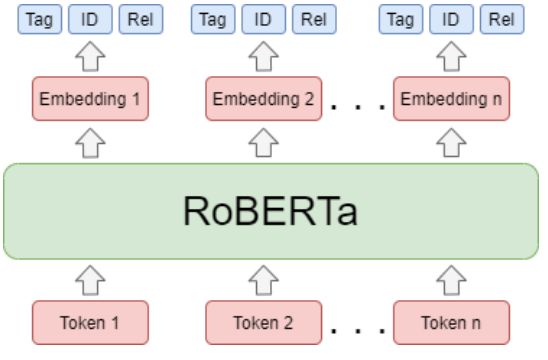 Tag ID Rel Tag ID Rel Tag ID Rel
Embedding 1 Embedding 2 . . . Embedding n
RoBERTa
Token 1 Token 2 . . . Token n